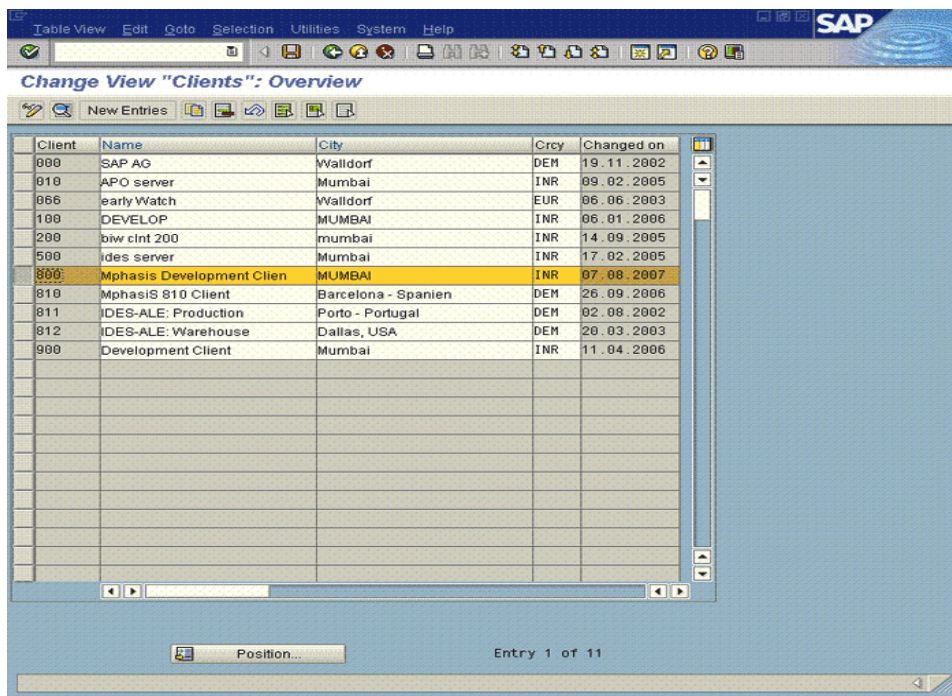 Table View Edit Goto Selection Utilities System Help
SAP
Change View "Clients": Overview
New Entries
Client Name City Crcy Changed on
000 SAP AG Walldorf DEM 19.11.2002
010 APO server Mumbai INR 09.02.2005
066 early Watch Walldorf EUR 06.06.2003
100 DEVELOP MUMBAI INR 06.01.2006
200 biw clnt 200 mumbai INR 14.09.2005
500 ides server Mumbai INR 17.02.2005
800 Mphasis Development Clien MUMBAI INR 07.08.2007
810 MphasiS 810 Client Barcelona - Spanien DEM 26.09.2006
811 IDES-ALE: Production Porto - Portugal DEM 02.08.2002
812 IDES-ALE: Warehouse Dallas, USA DEM 20.03.2003
900 Development Client Mumbai INR 11.04.2006
Position... Entry 1 of 11